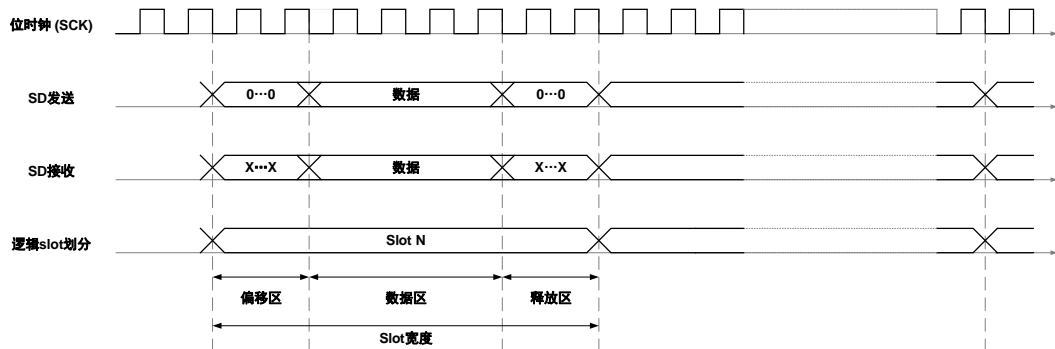 位时钟 (SCK)
SD发送
0…0
数据
0…0
SD接收
X…X
数据
X…X
逻辑slot划分
Slot N
偏移区
数据区
释放区
Slot宽度